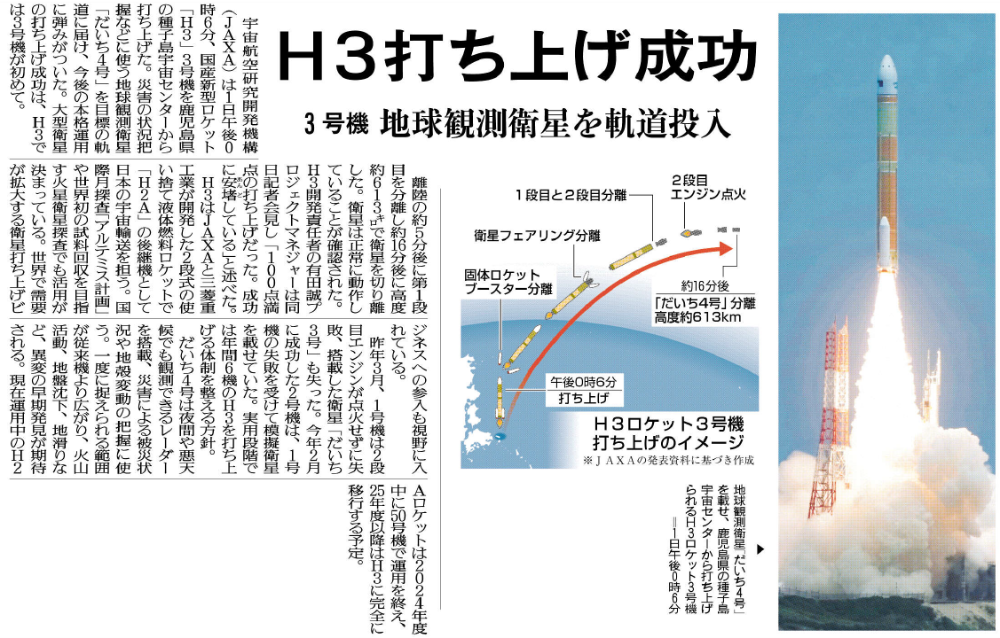 H3打ち上げ成功
3号機 地球観測衛星を軌道投入
宇宙航空研究開発機構
(JAXA)は1日午後0
時6分、国産新型ロケット
「H3」3号機を鹿児島県
の種子島宇宙センターから
打ち上げた。災害の状況把
握などに使う地球観測衛星
「だいち4号」を目標の軌
道に届け、今後の本格運用
に弾みがついた。大型衛星
の打ち上げ成功は、H3で
は3号機が初めて。
離陸の約5分後に第1段
目を分離し約16分後に高度
約613㌔で衛星を切り離
した。衛星は正常に動作し
ていることが確認された。
H3開発責任者の有田誠プ
ロジェクトマネジャーは同
日記者会見し「100点満
点の打ち上げだった。成功
に安堵(あんど)している」と述べた。
H3はJAXAと三菱重
工業が開発した2段式の使
い捨て液体燃料ロケットで
「H2A」の後継機として
日本の宇宙輸送を担う。国
際月探査「アルテミス計画」
や世界初の試料回収を目指
す火星衛星探査でも活用が
決まっている。世界で需要
が拡大する衛星打ち上げビ
ジネスへの参入も視野に入
れている。
昨年3月、1号機は2段
目エンジンが点火せずに失
敗、搭載した衛星「だいち
3号」も失った。今年2月
に成功した2号機は、1号
機の失敗を受けて模擬衛星
を載せていた。実用段階で
は年間6機のH3を打ち上
げる体制を整える方針。
だいち4号は夜間や悪天
候でも観測できるレーダー
を搭載、災害による被災状
況や地殻変動の把握に使
う。一度に捉えられる範囲
が従来機より広がり、火山
活動、地盤沈下、地滑りな
ど、異変の早期発見が期待
される。現在運用中のH2
Aロケットは2024年度
中に50号機で運用を終え、
25年度以降はH3に完全に
移行する予定。
2段目
エンジン点火
1段目と2段目分離
衛星フェアリング分離
固体ロケット
ブースター分離
約16分後
「だいち4号」分離
高度約613km
午後0時6分
打ち上げ
H3ロケット3号機
打ち上げのイメージ
※JAXAの発表資料に基づき作成
地球観測衛星「だいち4号」
を載せ、鹿児島県の種子島
宇宙センターから打ち上げ
られるH3ロケット3号機
=1日午後0時6分